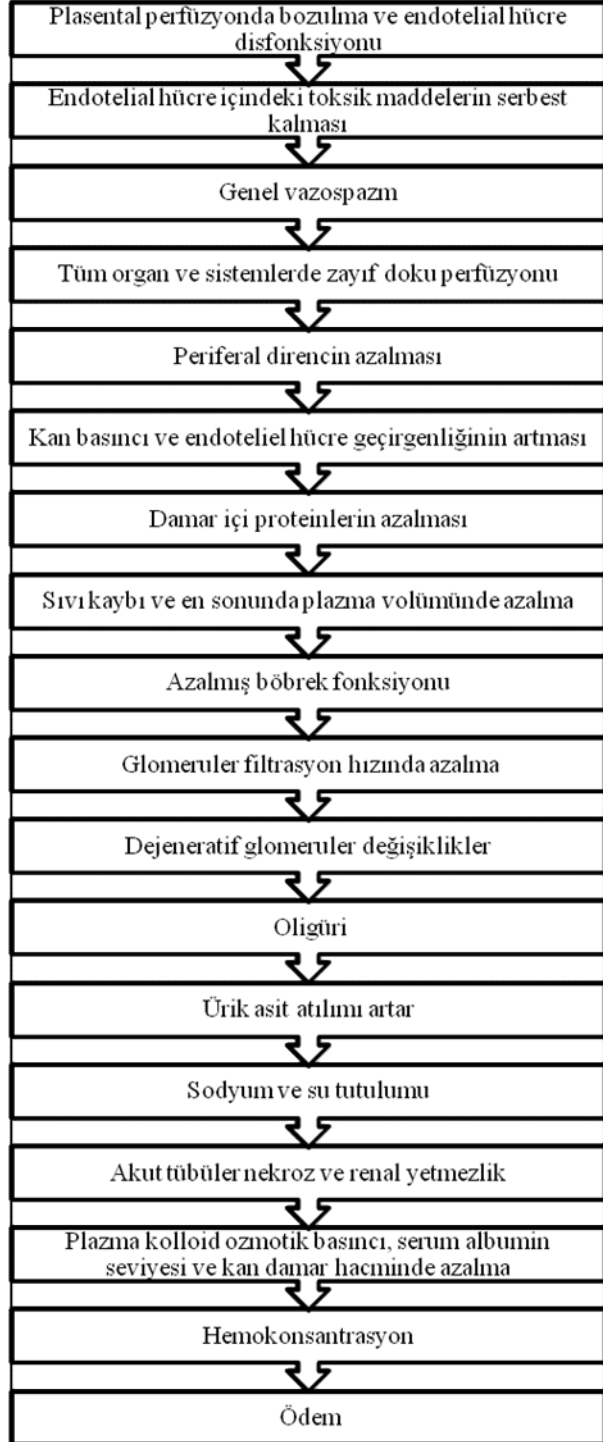 Plasental perfüzyonda bozulma ve endotelial hücre
disfonksiyonu
Endotelial hücre içindeki toksik maddelerin serbest
kalması
Genel vazospazm
Tüm organ ve sistemlerde zayıf doku perfüzyonu
Periferal direncin azalması
Kan basıncı ve endoteliel hücre geçirgenliğinin artması
Damar içi proteinlerin azalması
Sıvı kaybı ve en sonunda plazma volümünde azalma
Azalmış böbrek fonksiyonu
Glomeruler filtrasyon hızında azalma
Dejeneratif glomeruler değişiklikler
Oligüri
Ürik asit atılımı artar
Sodyum ve su tutulumu
Akut tübüler nekroz ve renal yetmezlik
Plazma kolloid ozmotik basıncı, serum albumin
seviyesi ve kan damar hacminde azalma
Hemokonsantrasyon
Ödem